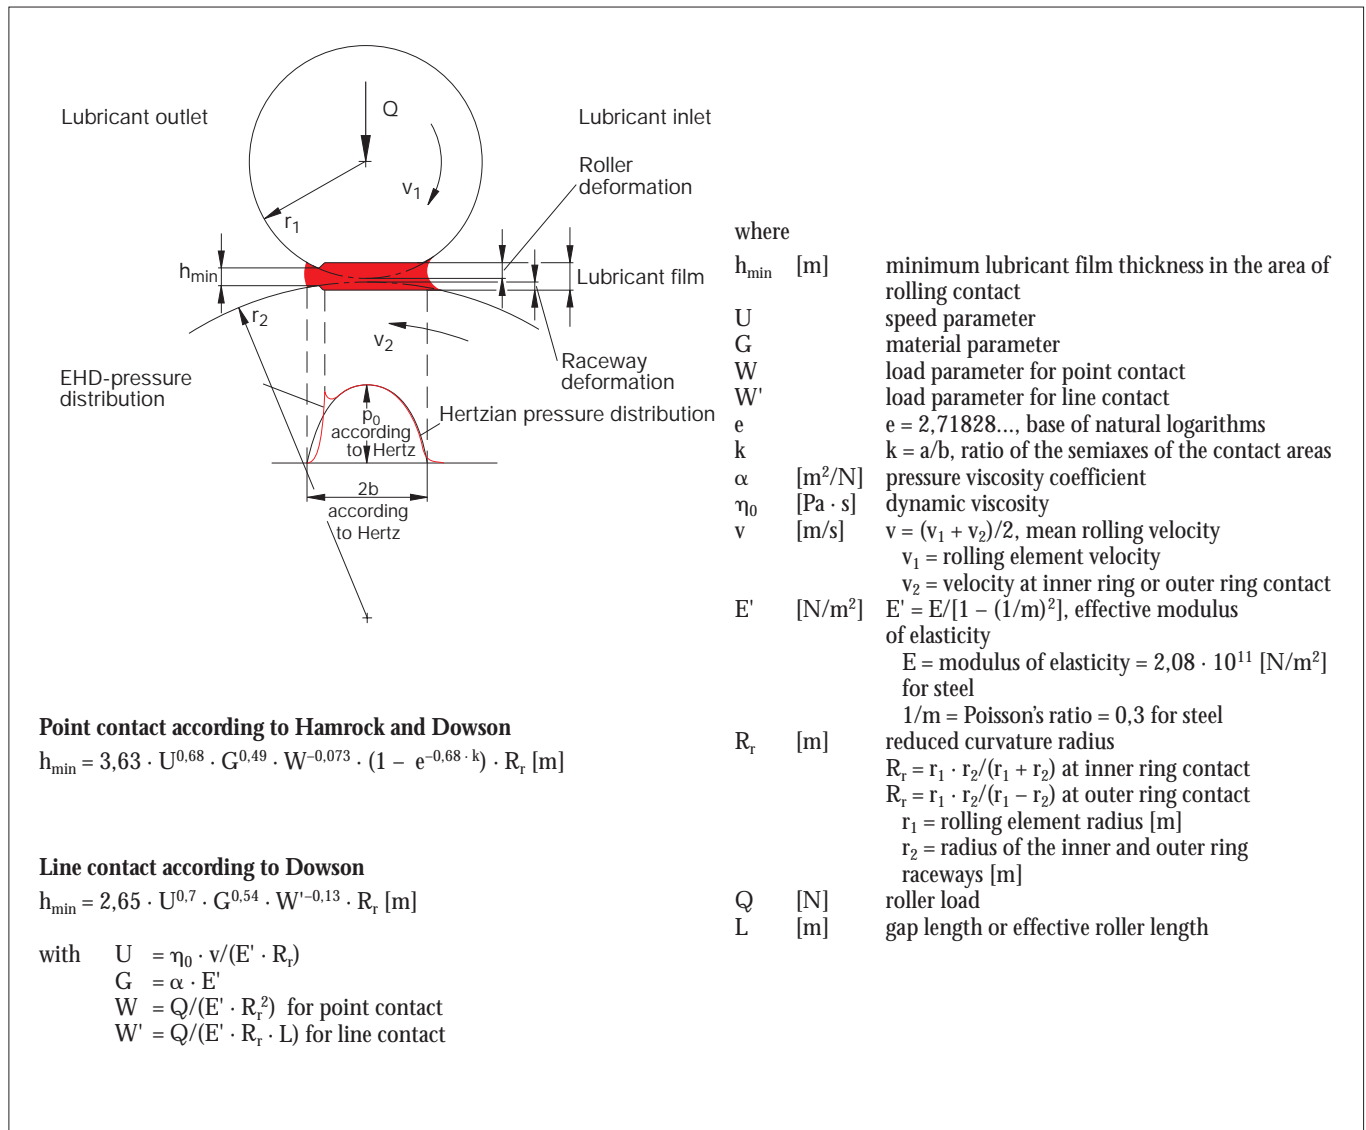 Lubricant outlet
Q
Lubricant inlet
Roller
deformation
v₁
r₁
hmin
Lubricant film
r₂
v₂
Raceway
deformation
EHD-pressure
distribution
Hertzian pressure distribution
p₀
according
to Hertz
2b
according
to Hertz
Point contact according to Hamrock and Dowson
hmin = 3,63 · U^0,68 · G^0,49 · W^–0,073 · (1 – e^–0,68 · k) · Rr [m]
Line contact according to Dowson
hmin = 2,65 · U^0,7 · G^0,54 · W'^–0,13 · Rr [m]
with U = η₀ · v/(E' · Rr)
G = α · E'
W = Q/(E' · Rr²) for point contact
W' = Q/(E' · Rr · L) for line contact
where
hmin [m] minimum lubricant film thickness in the area of
rolling contact
U speed parameter
G material parameter
W load parameter for point contact
W' load parameter for line contact
e e = 2,71828..., base of natural logarithms
k k = a/b, ratio of the semiaxes of the contact areas
α [m²/N] pressure viscosity coefficient
η₀ [Pa · s] dynamic viscosity
v [m/s] v = (v₁ + v₂)/2, mean rolling velocity
v₁ = rolling element velocity
v₂ = velocity at inner ring or outer ring contact
E' [N/m²] E' = E/[1 – (1/m)²], effective modulus
of elasticity
E = modulus of elasticity = 2,08 · 10¹¹ [N/m²]
for steel
1/m = Poisson's ratio = 0,3 for steel
Rr [m] reduced curvature radius
Rr = r₁ · r₂/(r₁ + r₂) at inner ring contact
Rr = r₁ · r₂/(r₁ – r₂) at outer ring contact
r₁ = rolling element radius [m]
r₂ = radius of the inner and outer ring
raceways [m]
Q [N] roller load
L [m] gap length or effective roller length